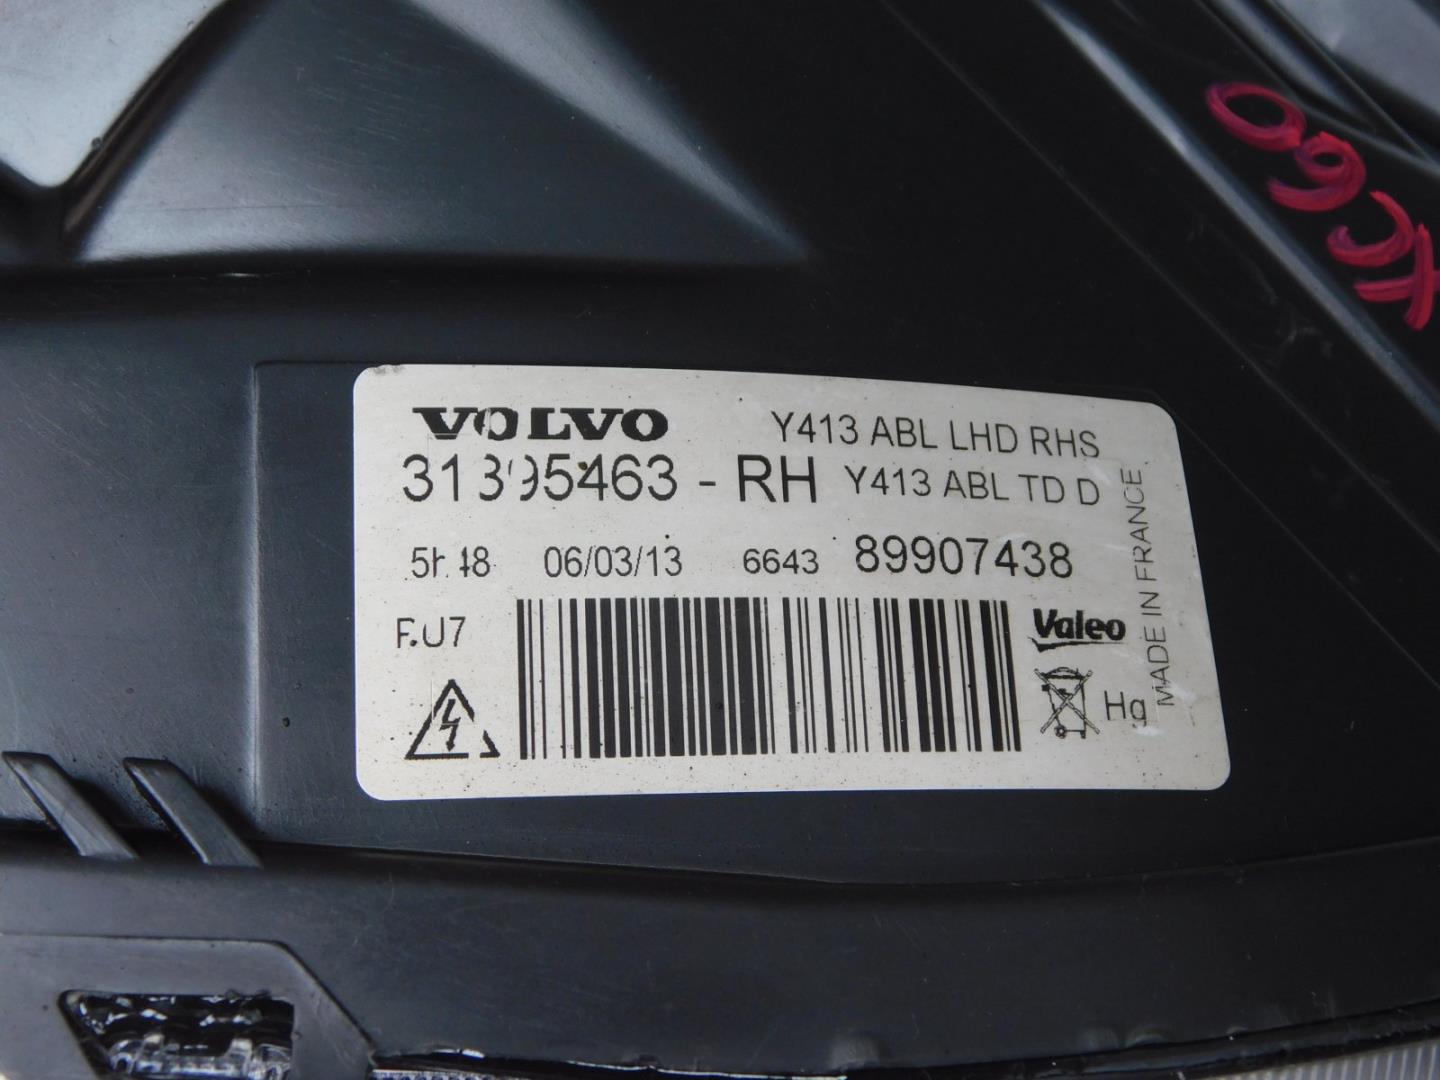 XC60
VOLVO Y413 ABL LHD RHS
31395463 - RH Y413 ABL TD D
06/03/13 6643 89907438
Valeo
MADE IN FRANCE
Hg